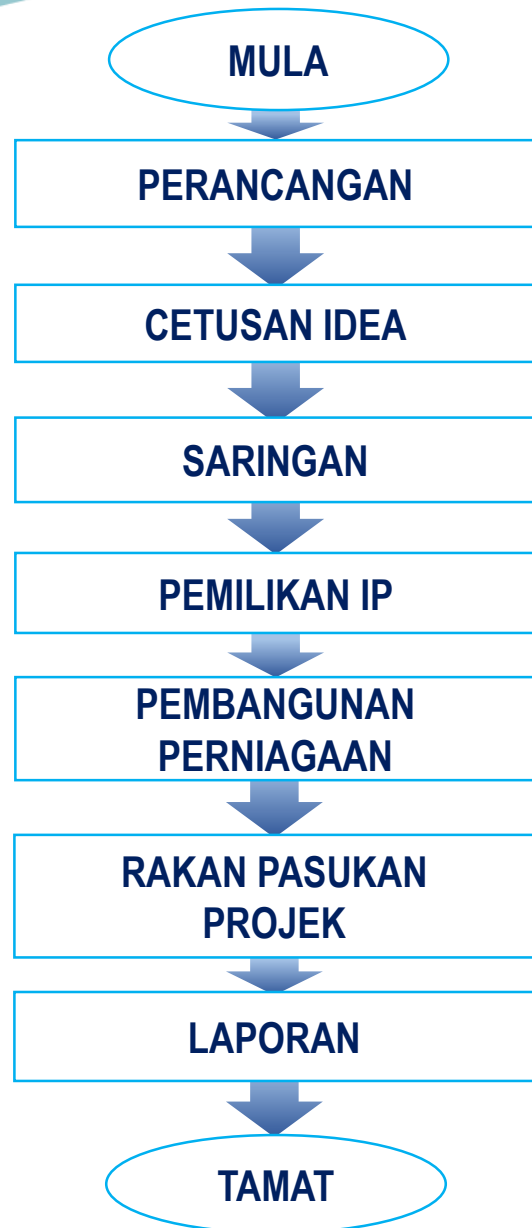 MULA
PERANCANGAN
CETUSAN IDEA
SARINGAN
PEMILIKAN IP
PEMBANGUNAN
PERNIAGAAN
RAKAN PASUKAN
PROJEK
LAPORAN
TAMAT